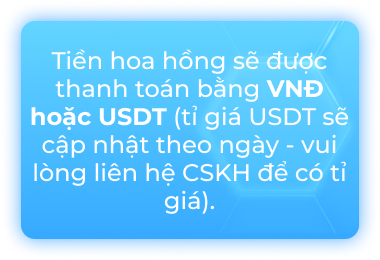 Tiền hoa hồng sẽ được
thanh toán bằng VNĐ
hoặc USDT (tỉ giá USDT sẽ
cập nhật theo ngày - vui
lòng liên hệ CSKH để có tỉ
giá).